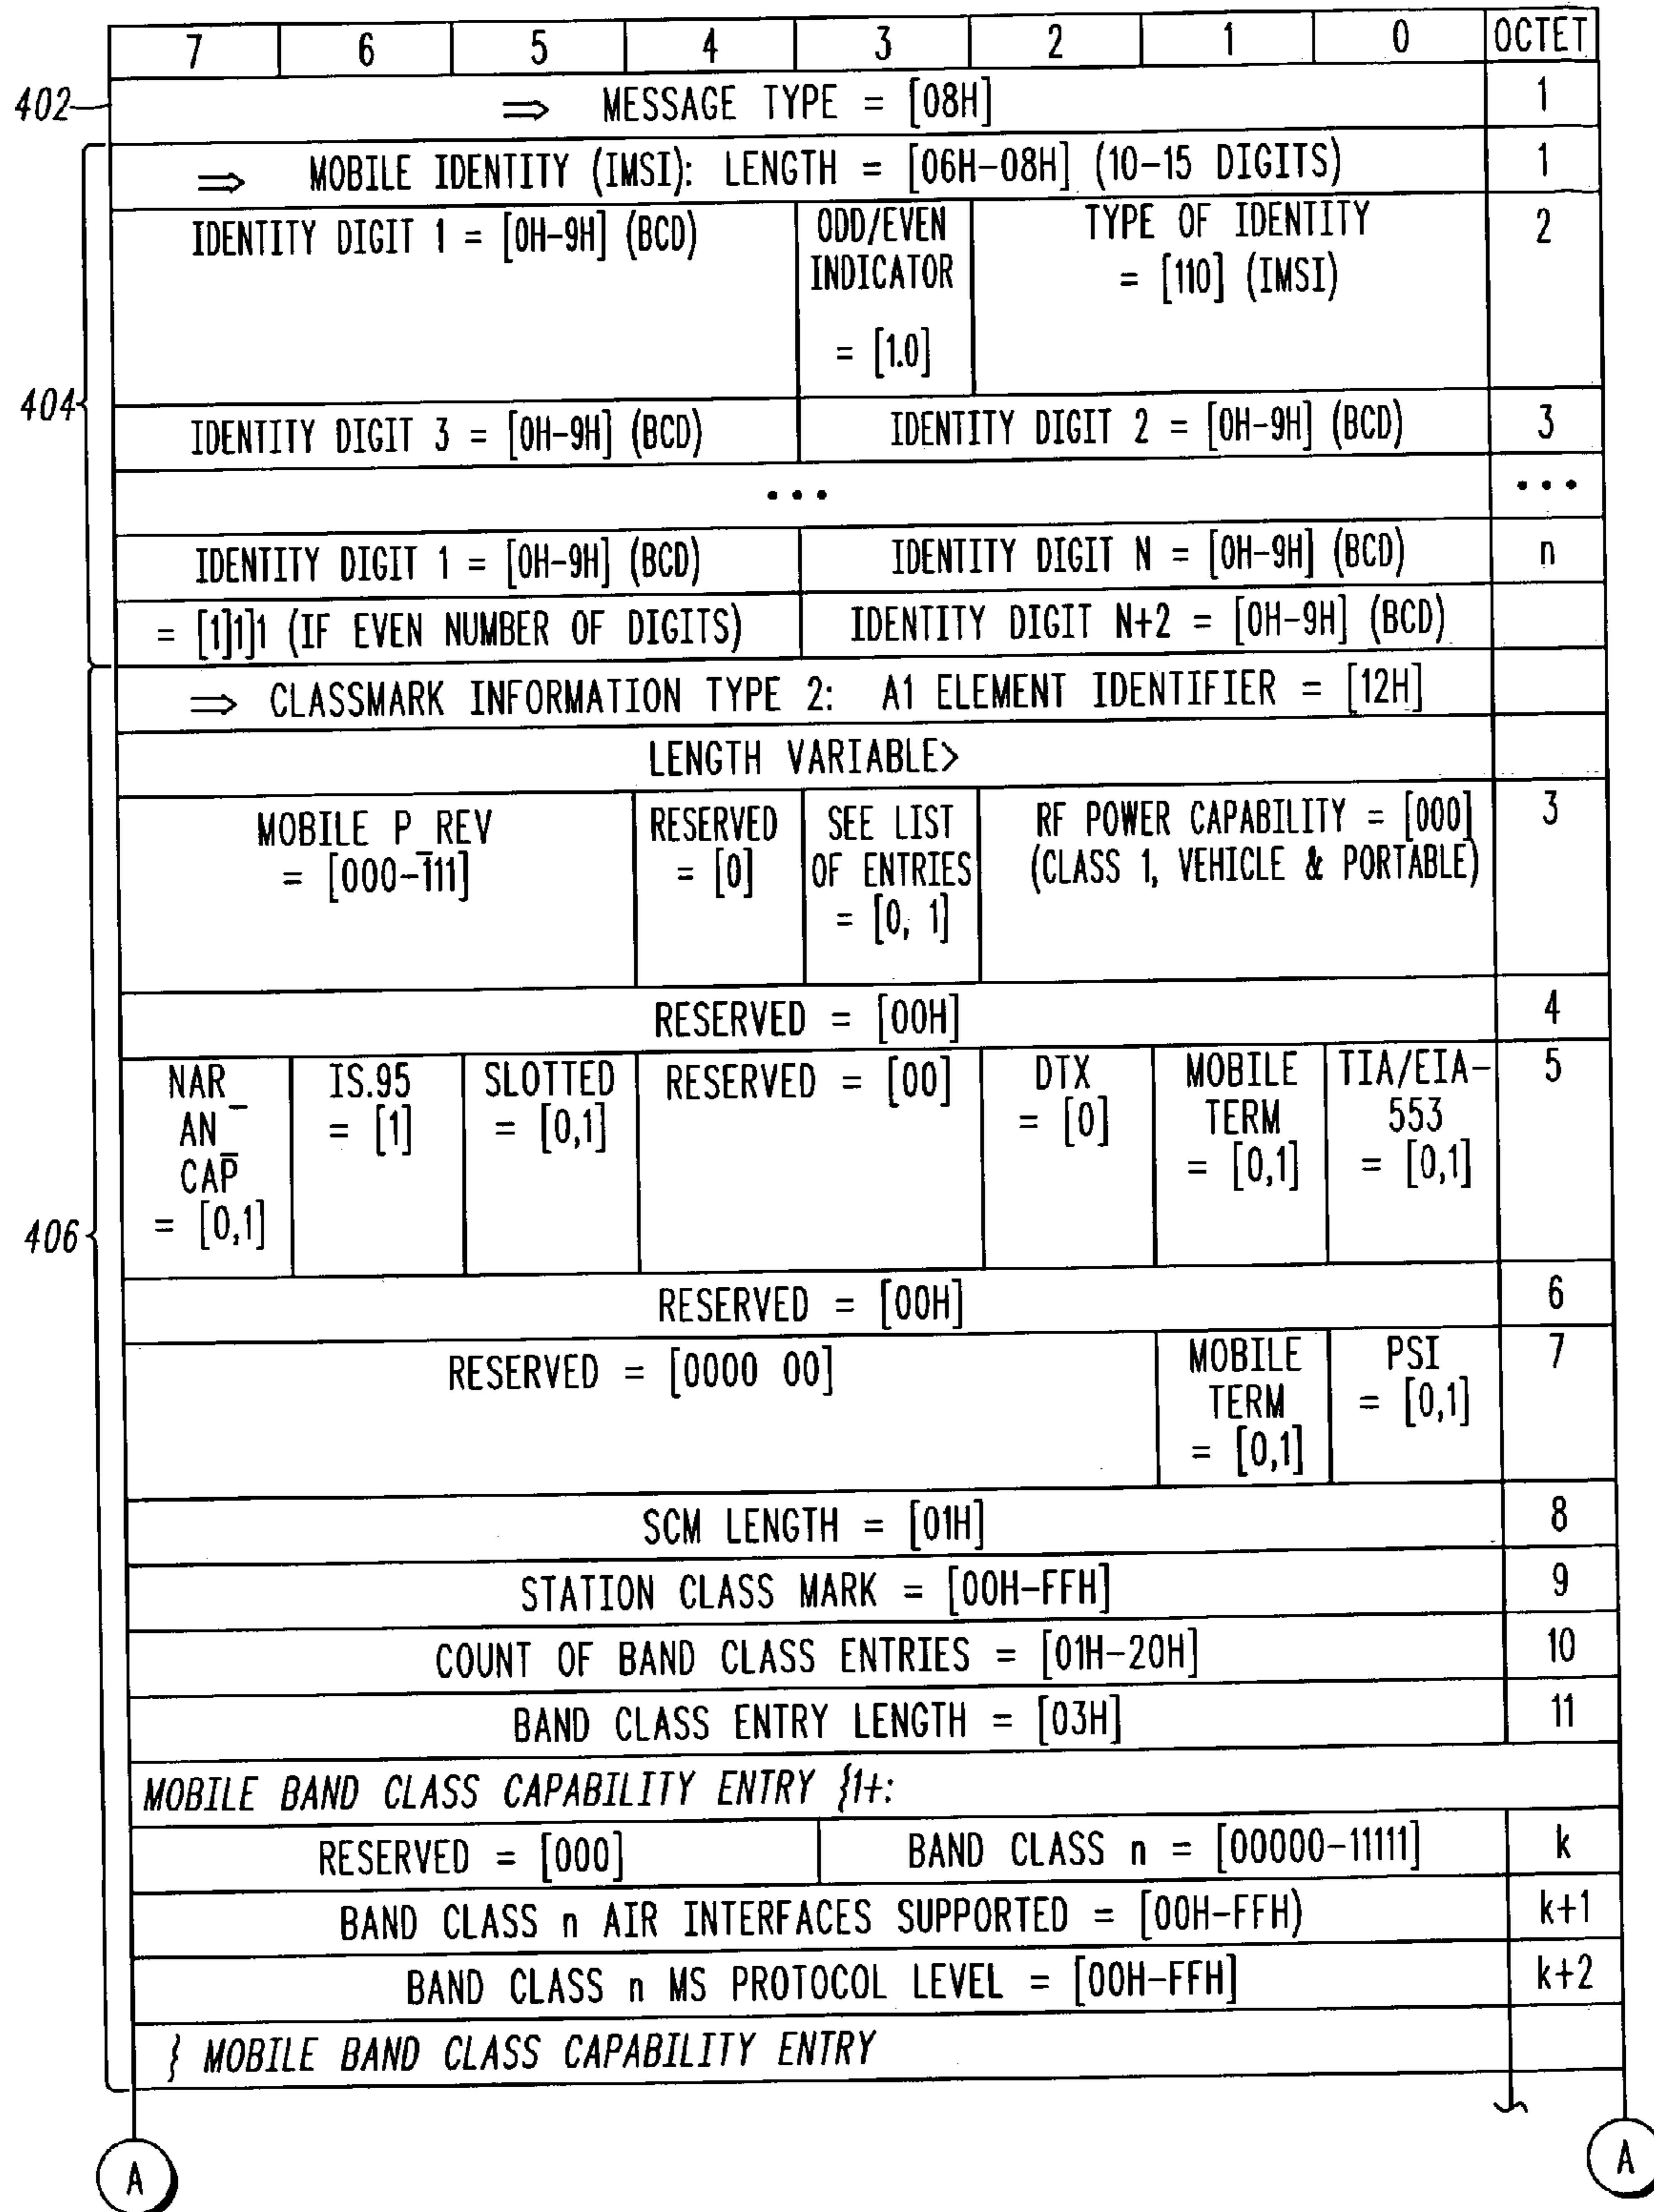 7 6 5 4 3 2 1 0 OCTET
402
⇒ MESSAGE TYPE = [08H] 1
⇒ MOBILE IDENTITY (IMSI): LENGTH = [06H-08H] (10-15 DIGITS) 1
IDENTITY DIGIT 1 = [0H-9H] (BCD)
ODD/EVEN
INDICATOR
= [1.0]
TYPE OF IDENTITY
= [110] (IMSI)
2
404
IDENTITY DIGIT 3 = [0H-9H] (BCD) IDENTITY DIGIT 2 = [0H-9H] (BCD) 3
••• •••
IDENTITY DIGIT 1 = [0H-9H] (BCD) IDENTITY DIGIT N = [0H-9H] (BCD) n
= [1]1]1 (IF EVEN NUMBER OF DIGITS) IDENTITY DIGIT N+2 = [0H-9H] (BCD)
⇒ CLASSMARK INFORMATION TYPE 2: A1 ELEMENT IDENTIFIER = [12H]
LENGTH VARIABLE>
MOBILE P_REV
= [000-111]
RESERVED
= [0]
SEE LIST
OF ENTRIES
= [0, 1]
RF POWER CAPABILITY = [000]
(CLASS 1, VEHICLE & PORTABLE)
3
RESERVED = [00H] 4
NAR_
AN_
CAP
= [0,1]
IS.95
= [1]
SLOTTED
= [0,1]
RESERVED = [00]
DTX
= [0]
MOBILE
TERM
= [0,1]
TIA/EIA-
553
= [0,1]
5
406
RESERVED = [00H] 6
RESERVED = [0000 00]
MOBILE
TERM
= [0,1]
PSI
= [0,1]
7
SCM LENGTH = [01H] 8
STATION CLASS MARK = [00H-FFH] 9
COUNT OF BAND CLASS ENTRIES = [01H-20H] 10
BAND CLASS ENTRY LENGTH = [03H] 11
MOBILE BAND CLASS CAPABILITY ENTRY {1+:
RESERVED = [000] BAND CLASS n = [00000-11111] k
BAND CLASS n AIR INTERFACES SUPPORTED = [00H-FFH) k+1
BAND CLASS n MS PROTOCOL LEVEL = [00H-FFH] k+2
} MOBILE BAND CLASS CAPABILITY ENTRY
A A